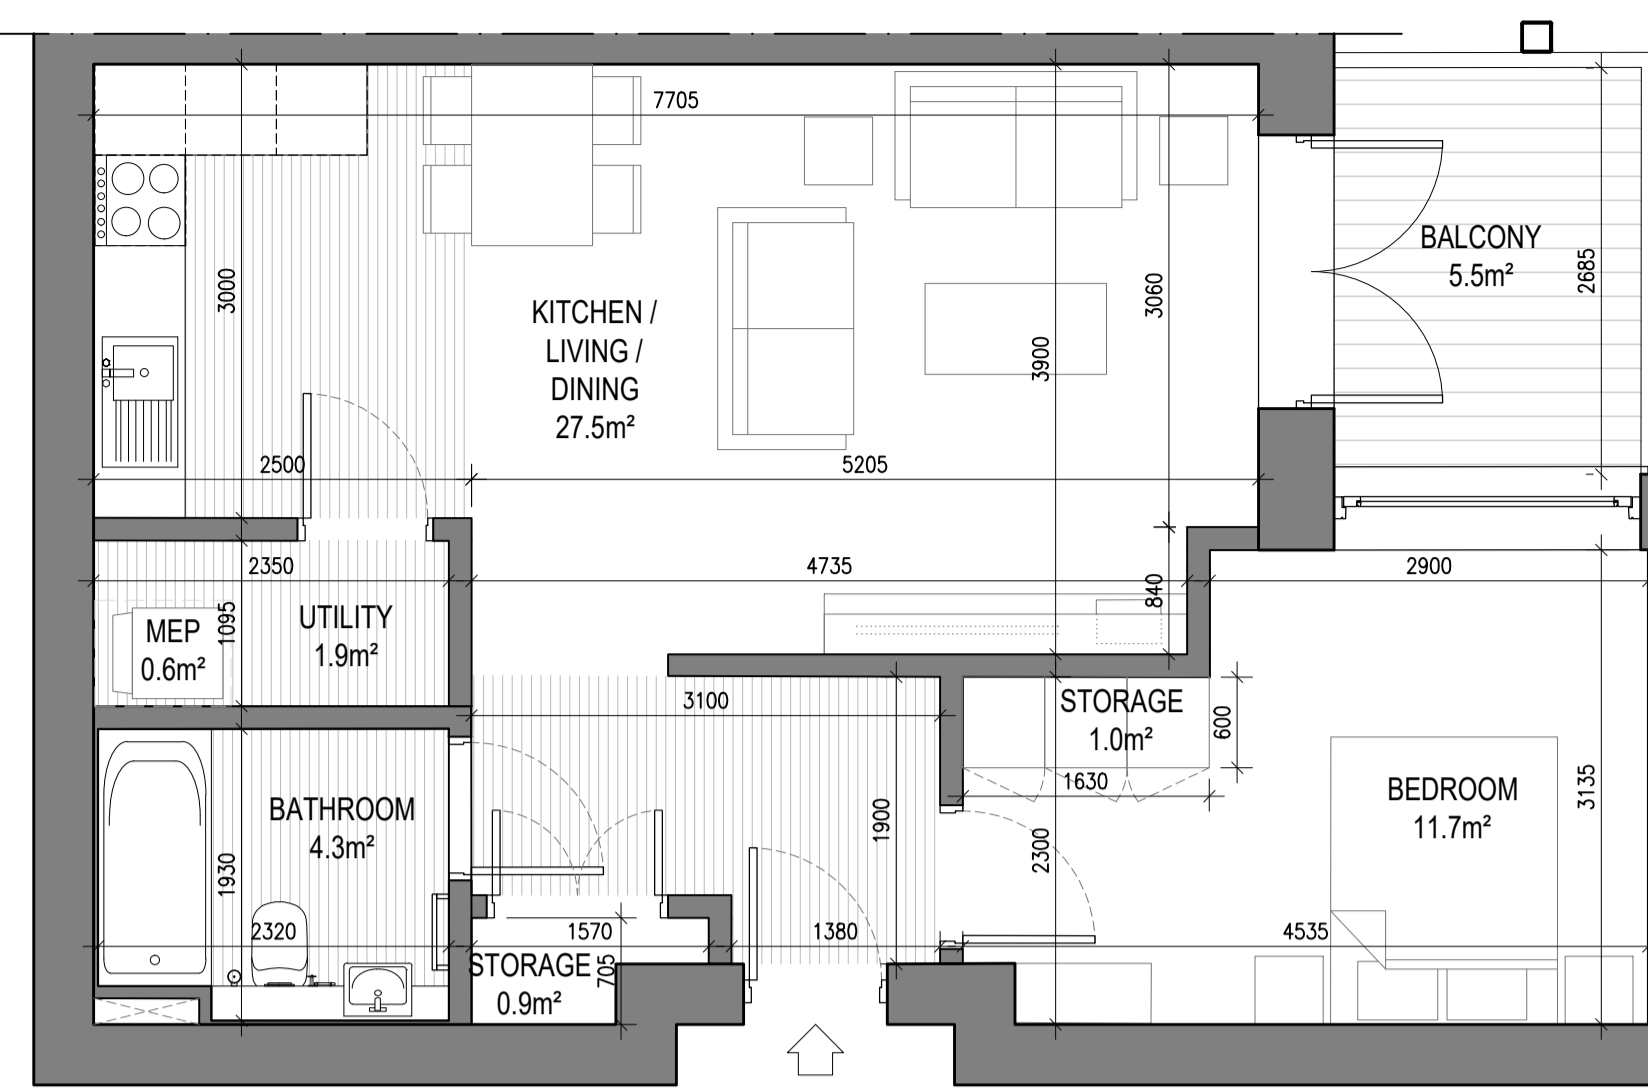 7705
BALCONY
5.5m²
2685
3000
3060
KITCHEN /
LIVING /
DINING
27.5m²
3900
2500
5205
2350
4735
2900
840
1095
MEP
0.6m²
UTILITY
1.9m²
3100
STORAGE
1.0m²
600
1630
BEDROOM
11.7m²
3135
BATHROOM
4.3m²
1900
2300
1930
2320
1570
1380
4535
STORAGE
0.9m²
705